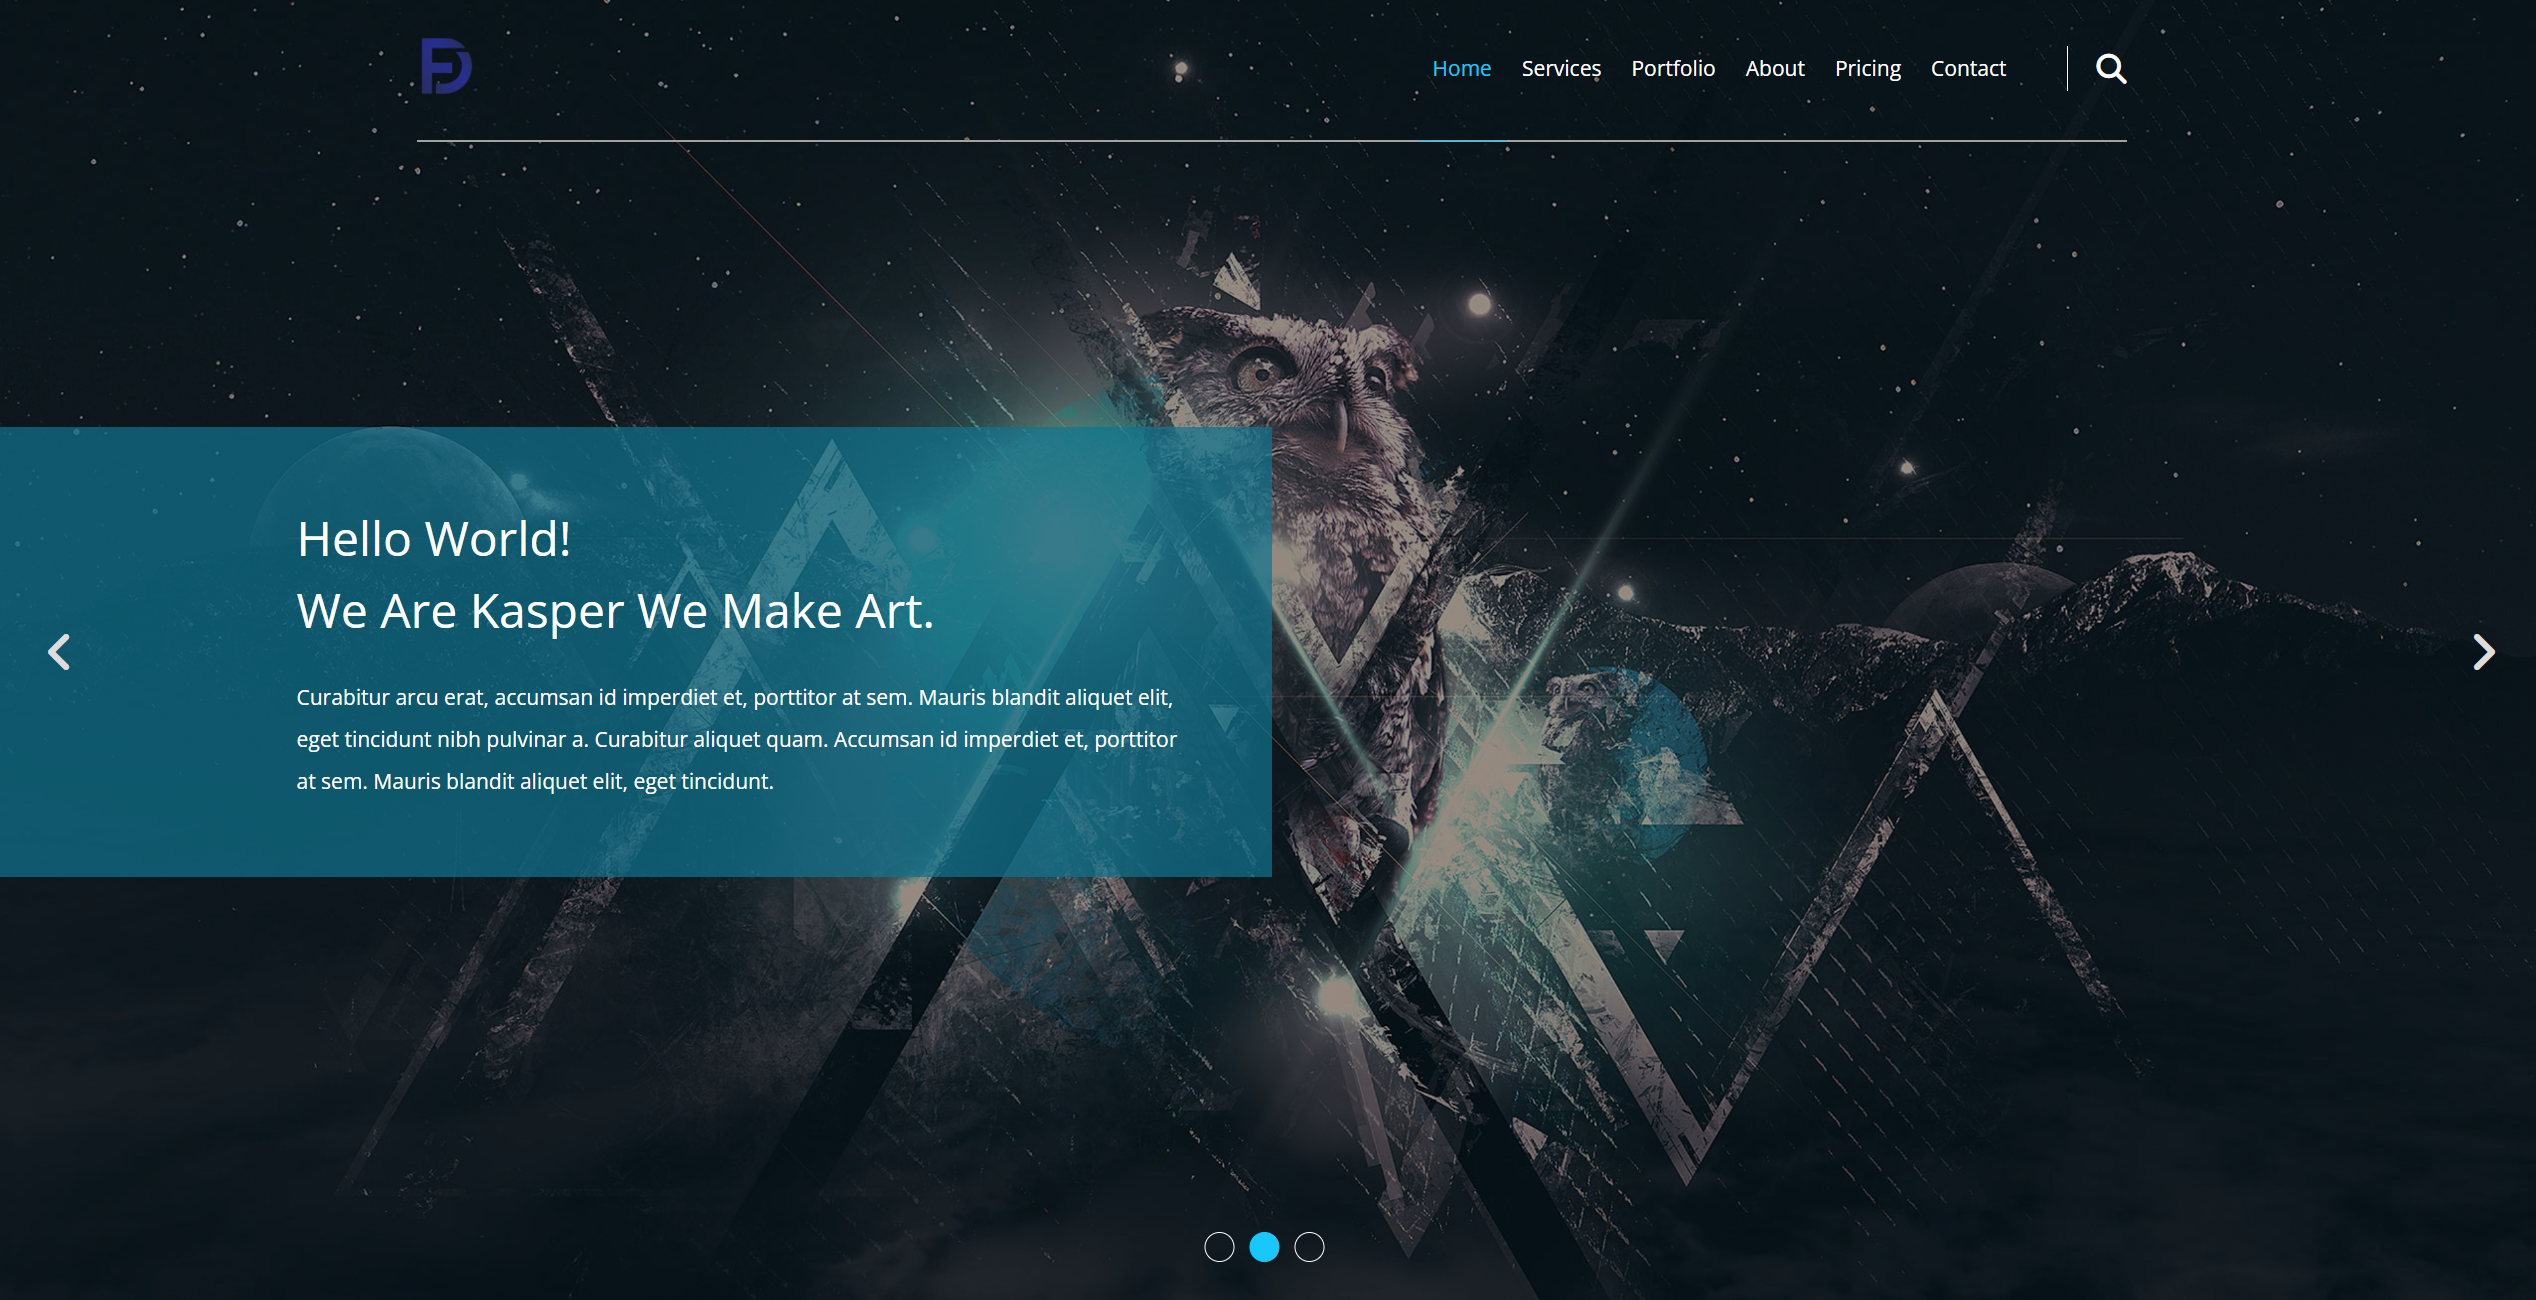 Home Services Portfolio About Pricing Contact
Hello World!
We Are Kasper We Make Art.
Curabitur arcu erat, accumsan id imperdiet et, porttitor at sem. Mauris blandit aliquet elit,
eget tincidunt nibh pulvinar a. Curabitur aliquet quam. Accumsan id imperdiet et, porttitor
at sem. Mauris blandit aliquet elit, eget tincidunt.